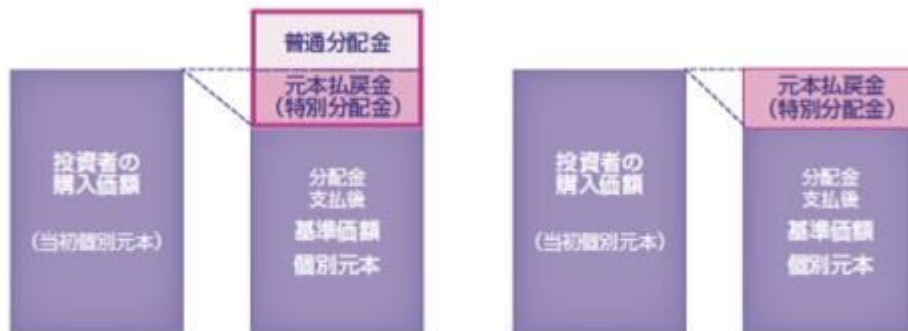 普通分配金
元本払戻金
(特別分配金)
投資者の
購入価額
(当初個別元本)
分配金
支払後
基準価額
個別元本
元本払戻金
(特別分配金)
投資者の
購入価額
(当初個別元本)
分配金
支払後
基準価額
個別元本